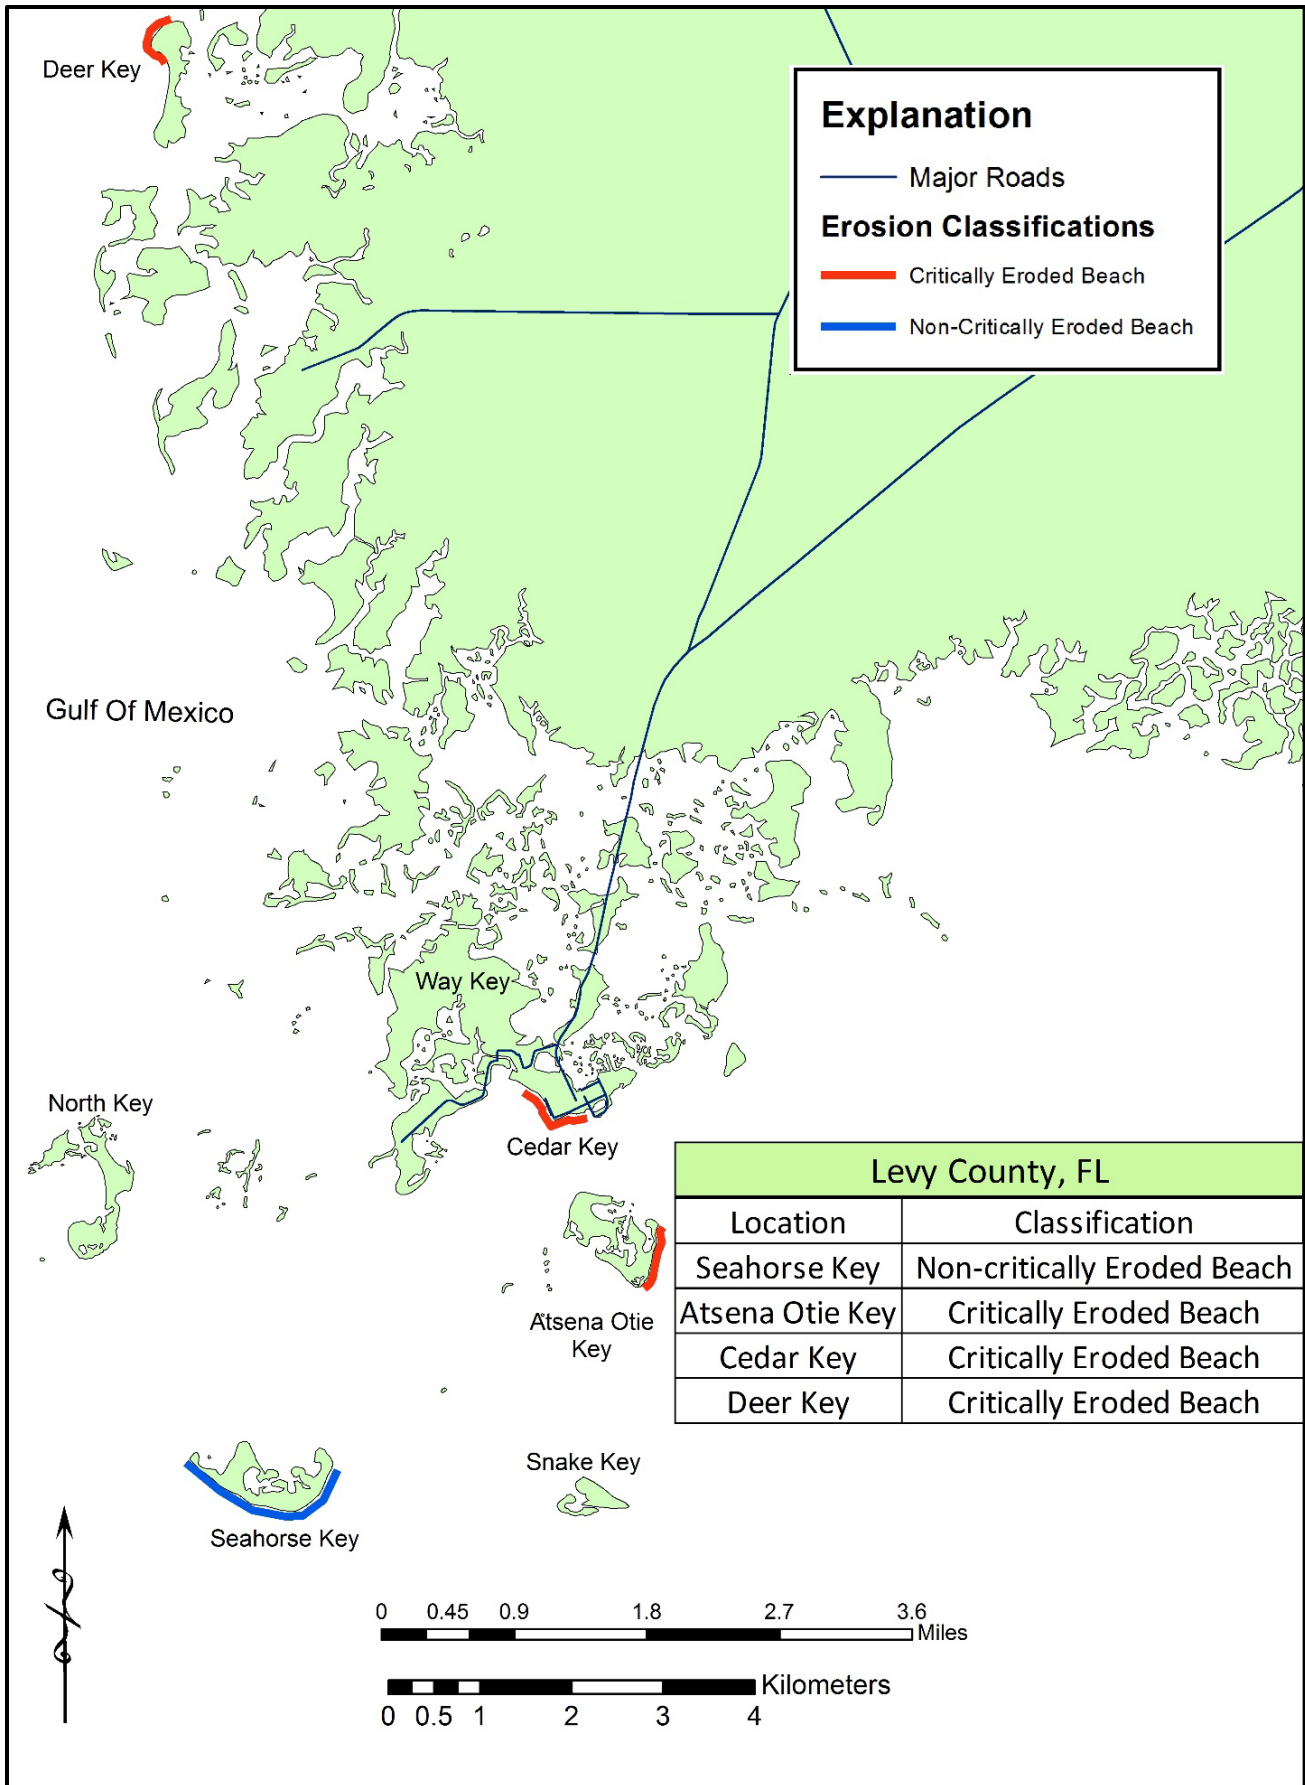 Deer Key
Explanation
Major Roads
Erosion Classifications
Critically Eroded Beach
Non-Critically Eroded Beach
Gulf Of Mexico
Way Key
North Key
Cedar Key
Levy County, FL
Location Classification
Seahorse Key Non-critically Eroded Beach
Atsena Otie Key Critically Eroded Beach
Cedar Key Critically Eroded Beach
Deer Key Critically Eroded Beach
Atsena Otie
Key
Snake Key
Seahorse Key
0 0.45 0.9 1.8 2.7 3.6
Miles
Kilometers
0 0.5 1 2 3 4